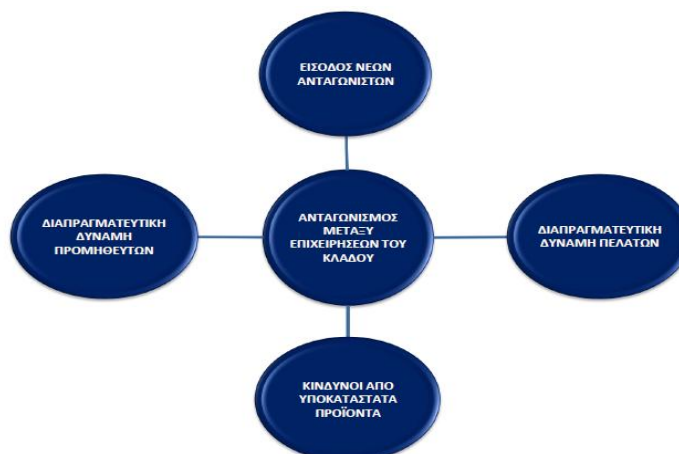 ΕΙΣΟΔΟΣ ΝΕΩΝ
ΑΝΤΑΓΩΝΙΣΤΩΝ
ΔΙΑΠΡΑΓΜΑΤΕΥΤΙΚΗ
ΔΥΝΑΜΗ
ΠΡΟΜΗΘΕΥΤΩΝ
ΑΝΤΑΓΩΝΙΣΜΟΣ
ΜΕΤΑΞΥ
ΕΠΙΧΕΙΡΗΣΕΩΝ ΤΟΥ
ΚΛΑΔΟΥ
ΔΙΑΠΡΑΓΜΑΤΕΥΤΙΚΗ
ΔΥΝΑΜΗ ΠΕΛΑΤΩΝ
ΚΙΝΔΥΝΟΙ ΑΠΟ
ΥΠΟΚΑΤΑΣΤΑΤΑ
ΠΡΟΪΟΝΤΑ